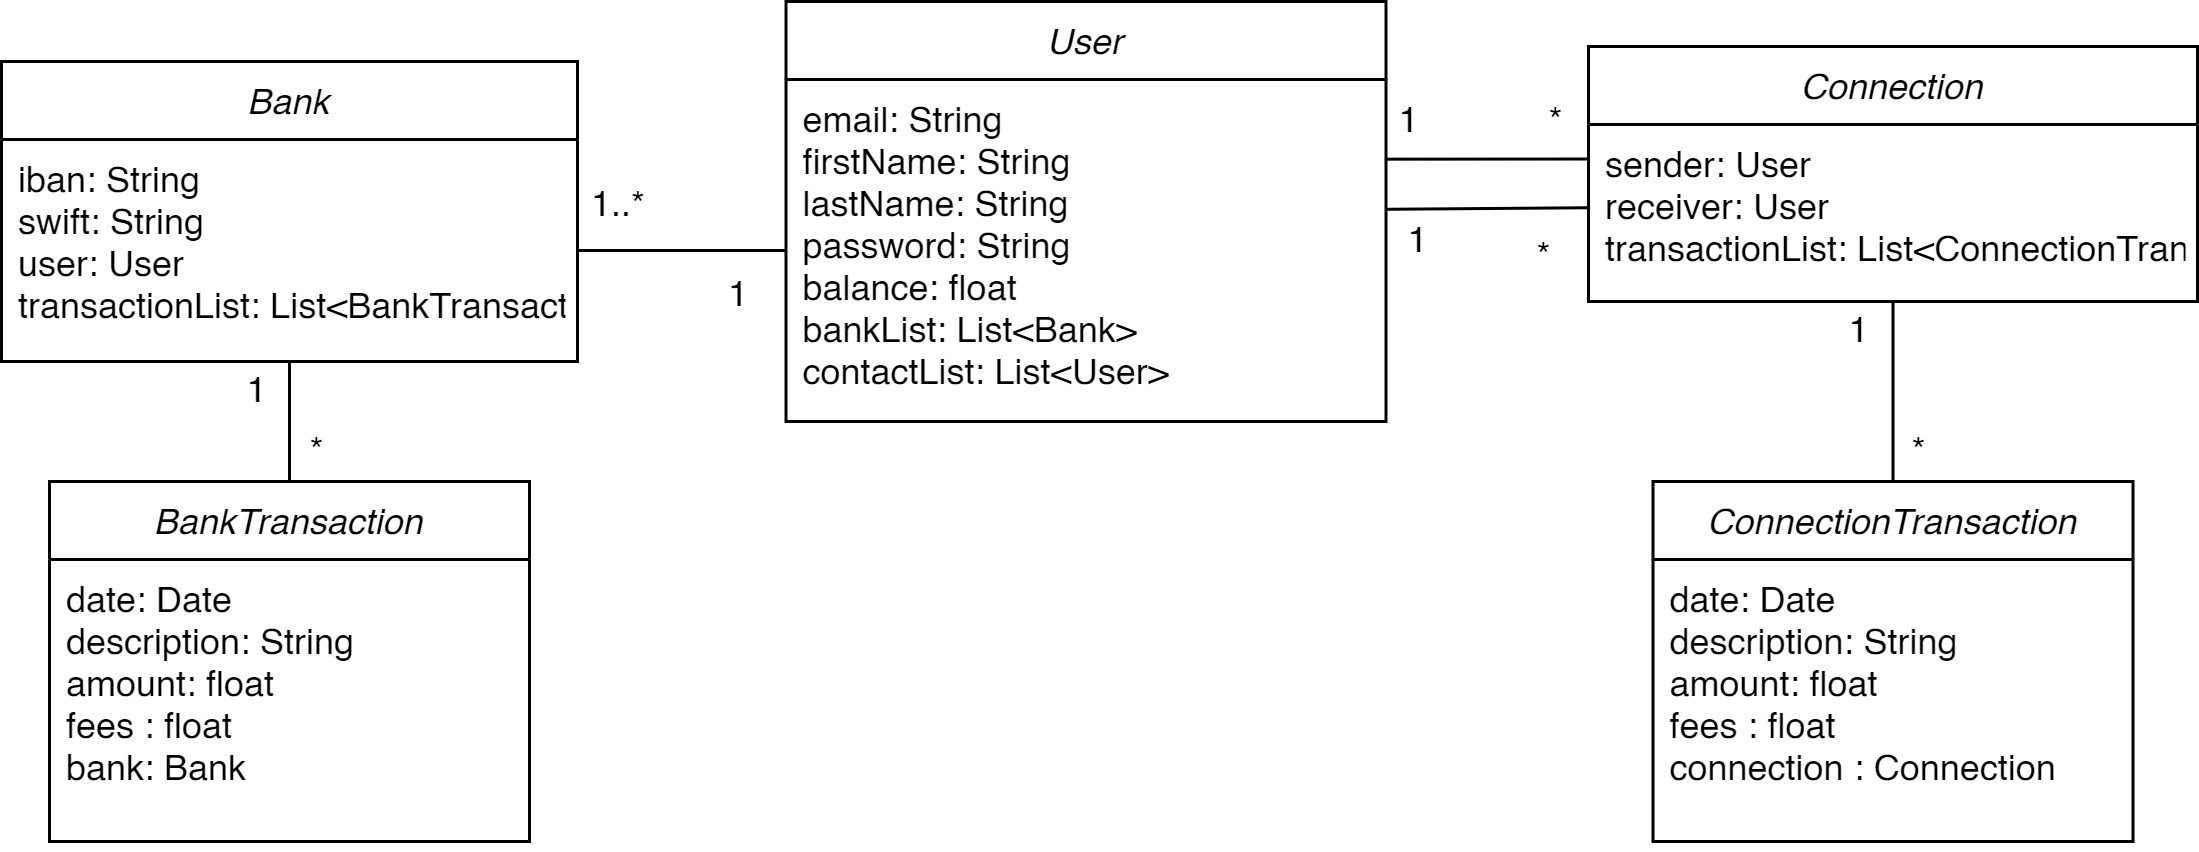 User
email: String
firstName: String
lastName: String
password: String
balance: float
bankList: List<Bank>
contactList: List<User>
Bank
iban: String
swift: String
user: User
transactionList: List<BankTransact
1..*
1
1
*
1
*
Connection
sender: User
receiver: User
transactionList: List<ConnectionTran
1
*
1
*
BankTransaction
date: Date
description: String
amount: float
fees : float
bank: Bank
ConnectionTransaction
date: Date
description: String
amount: float
fees : float
connection : Connection